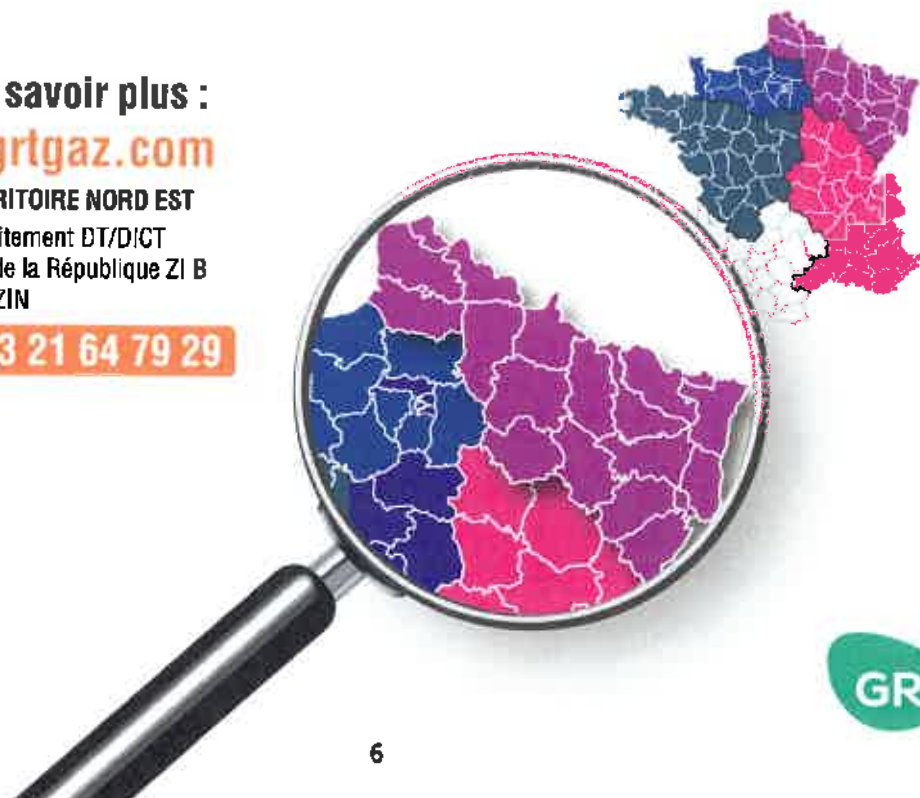 savoir plus :
grtgaz.com
RITOIRE NORD EST
itement DT/DICT
de la République ZI B
ZIN
3 21 64 79 29
GR
6